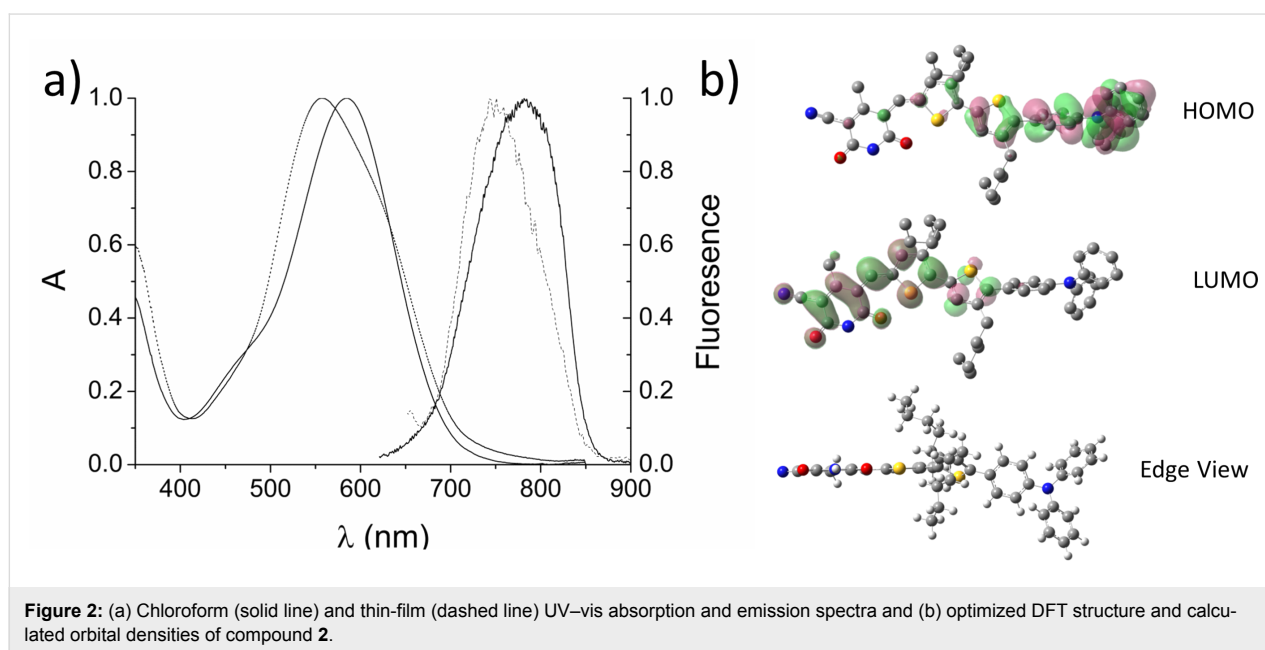 a)
b)
1.0
0.8
0.6
0.4
0.2
0.0
A
400 500 600 700 800 900
λ (nm)
1.0
0.8
0.6
0.4
0.2
0.0
Fluoresence
HOMO
LUMO
Edge View
Figure 2: (a) Chloroform (solid line) and thin-film (dashed line) UV–vis absorption and emission spectra and (b) optimized DFT structure and calcu-
lated orbital densities of compound 2.